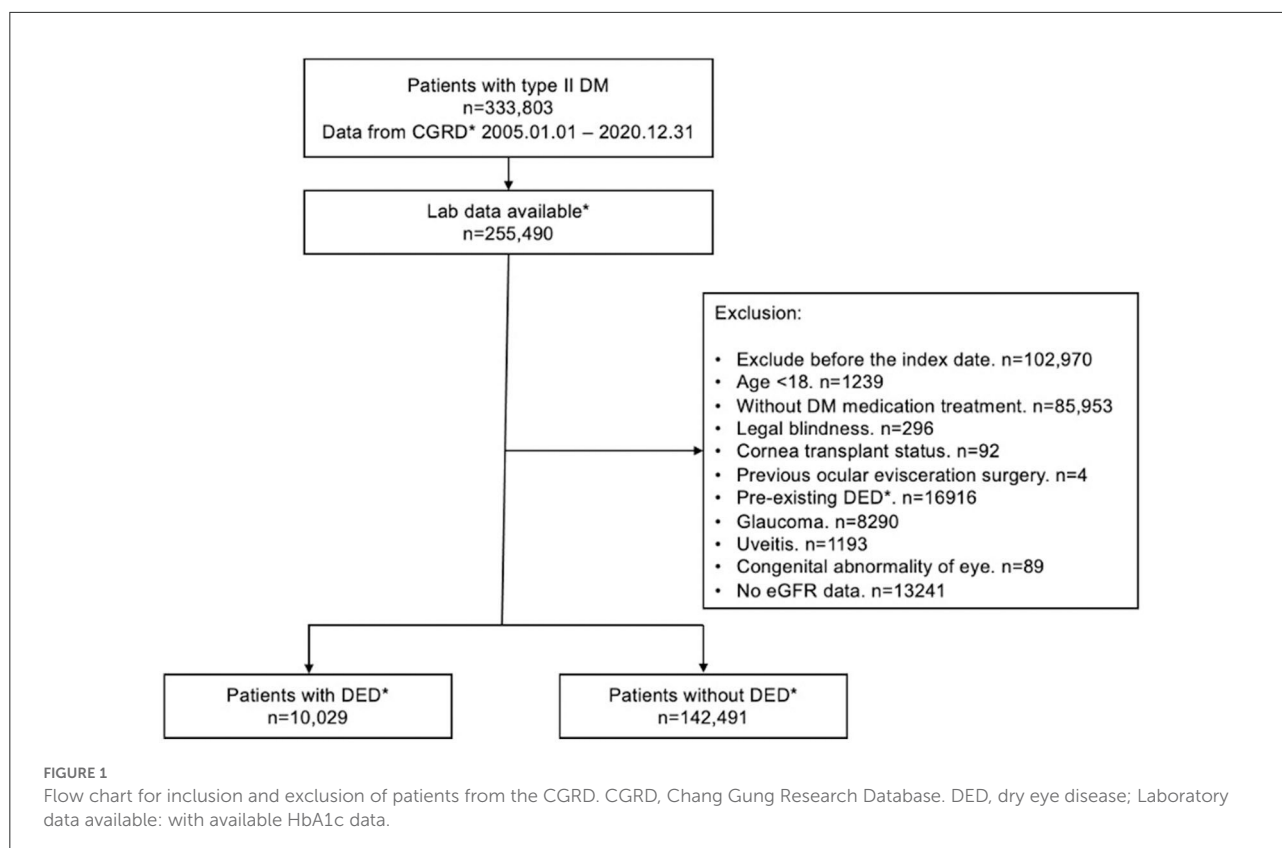 Patients with type II DM
n=333,803
Data from CGRD* 2005.01.01 – 2020.12.31
Lab data available*
n=255,490
Exclusion:
• Exclude before the index date. n=102,970
• Age <18. n=1239
• Without DM medication treatment. n=85,953
• Legal blindness. n=296
• Cornea transplant status. n=92
• Previous ocular evisceration surgery. n=4
• Pre-existing DED*. n=16916
• Glaucoma. n=8290
• Uveitis. n=1193
• Congenital abnormality of eye. n=89
• No eGFR data. n=13241
Patients with DED*
n=10,029
Patients without DED*
n=142,491
FIGURE 1
Flow chart for inclusion and exclusion of patients from the CGRD. CGRD, Chang Gung Research Database. DED, dry eye disease; Laboratory
data available: with available HbA1c data.